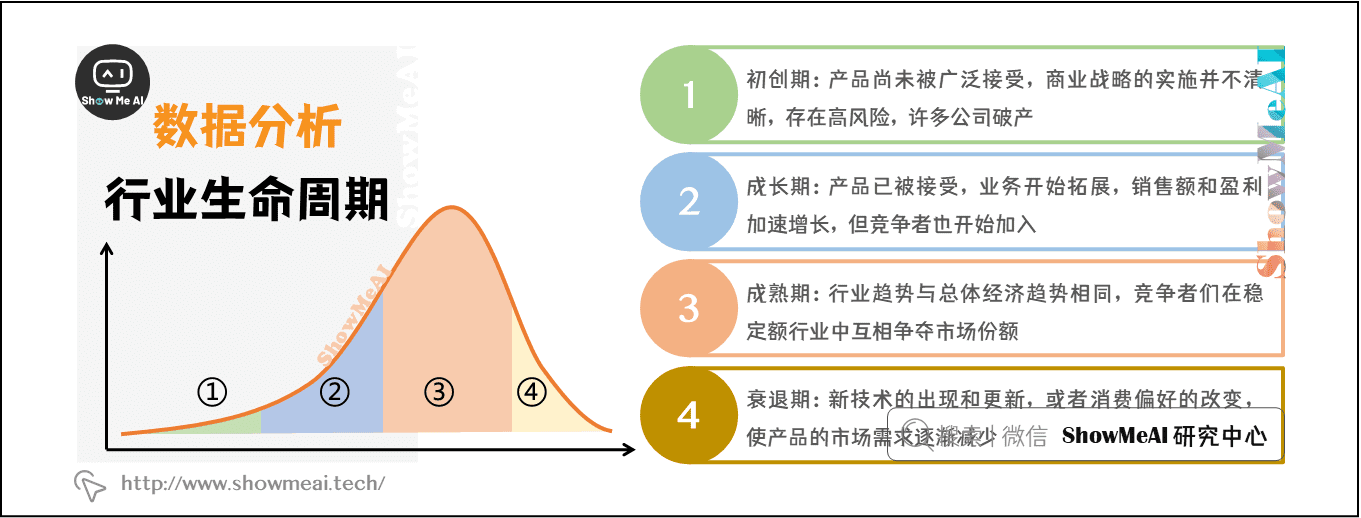 AI
Show Me AI
数据分析
行业生命周期
ShowMeAI
ShowMeAI
①
②
③
④
http://www.showmeai.tech/
1
初创期：产品尚未被广泛接受，商业战略的实施并不清
晰，存在高风险，许多公司破产
2
成长期：产品已被接受，业务开始拓展，销售额和盈利
加速增长，但竞争者也开始加入
3
成熟期：行业趋势与总体经济趋势相同，竞争者们在稳
定额行业中互相争夺市场份额
4
衰退期：新技术的出现和更新，或者消费偏好的改变，
使产品的市场需求逐渐减少
ShowMeAI
搜索 | 微信 ShowMeAI 研究中心